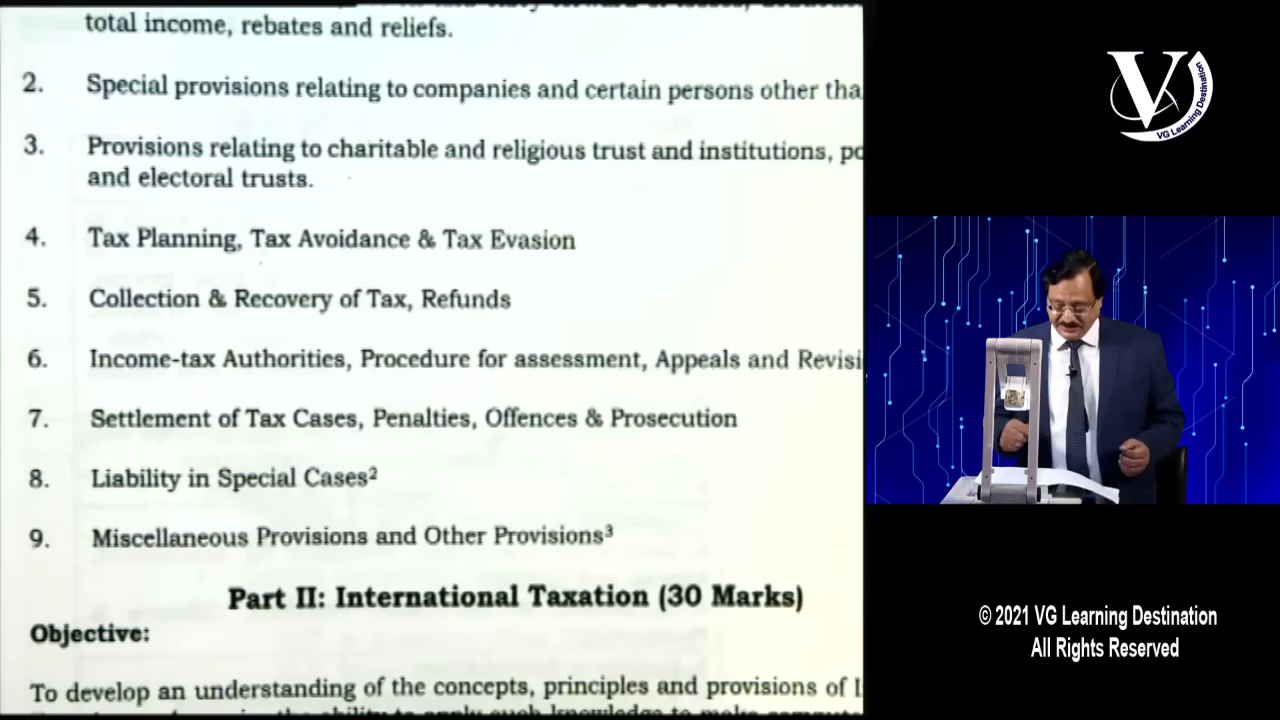 total income, rebates and reliefs.
2. Special provisions relating to companies and certain persons other tha
3. Provisions relating to charitable and religious trust and institutions, po
and electoral trusts.
4. Tax Planning, Tax Avoidance & Tax Evasion
5. Collection & Recovery of Tax, Refunds
6. Income-tax Authorities, Procedure for assessment, Appeals and Revisi
7. Settlement of Tax Cases, Penalties, Offences & Prosecution
8. Liability in Special Cases²
9. Miscellaneous Provisions and Other Provisions³
Part II: International Taxation (30 Marks)
Objective:
To develop an understanding of the concepts, principles and provisions of I
V
VG Learning Destination
© 2021 VG Learning Destination
All Rights Reserved